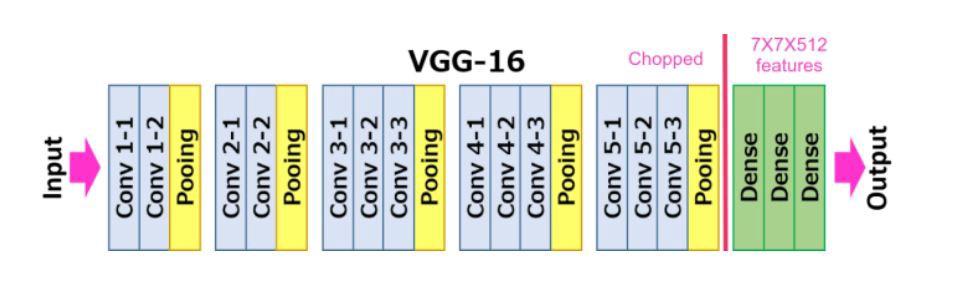 VGG-16
Chopped
7X7X512
features
Input
Conv 1-1
Conv 1-2
Pooing
Conv 2-1
Conv 2-2
Pooing
Conv 3-1
Conv 3-2
Conv 3-3
Pooing
Conv 4-1
Conv 4-2
Conv 4-3
Pooing
Conv 5-1
Conv 5-2
Conv 5-3
Pooing
Dense
Dense
Dense
Output